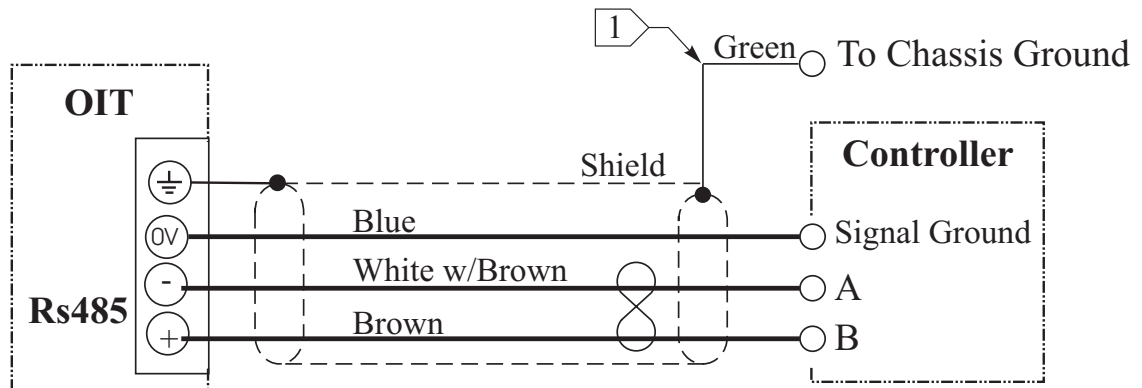 1
Green
To Chassis Ground
OIT
Controller
Shield
0V
Blue
Signal Ground
-
White w/Brown
A
Rs485
+
Brown
B